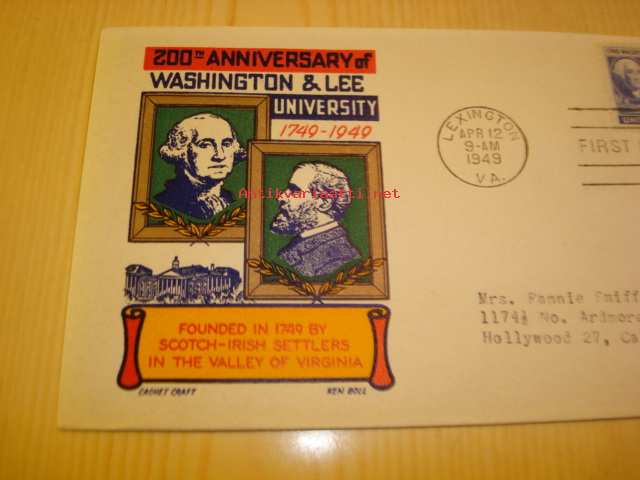 200TH ANNIVERSARY of
WASHINGTON & LEE
UNIVERSITY
1749-1949
Antikvariaatti.net
FOUNDED IN 1749 BY
SCOTCH-IRISH SETTLERS
IN THE VALLEY OF VIRGINIA
CACHET CRAFT
KEN BOLL
LEXINGTON
APR 12
9-AM
1949
VA.
FIRST
Mrs. Fannie Smiff
1174½ No. Ardmore
Hollywood 27, Ca